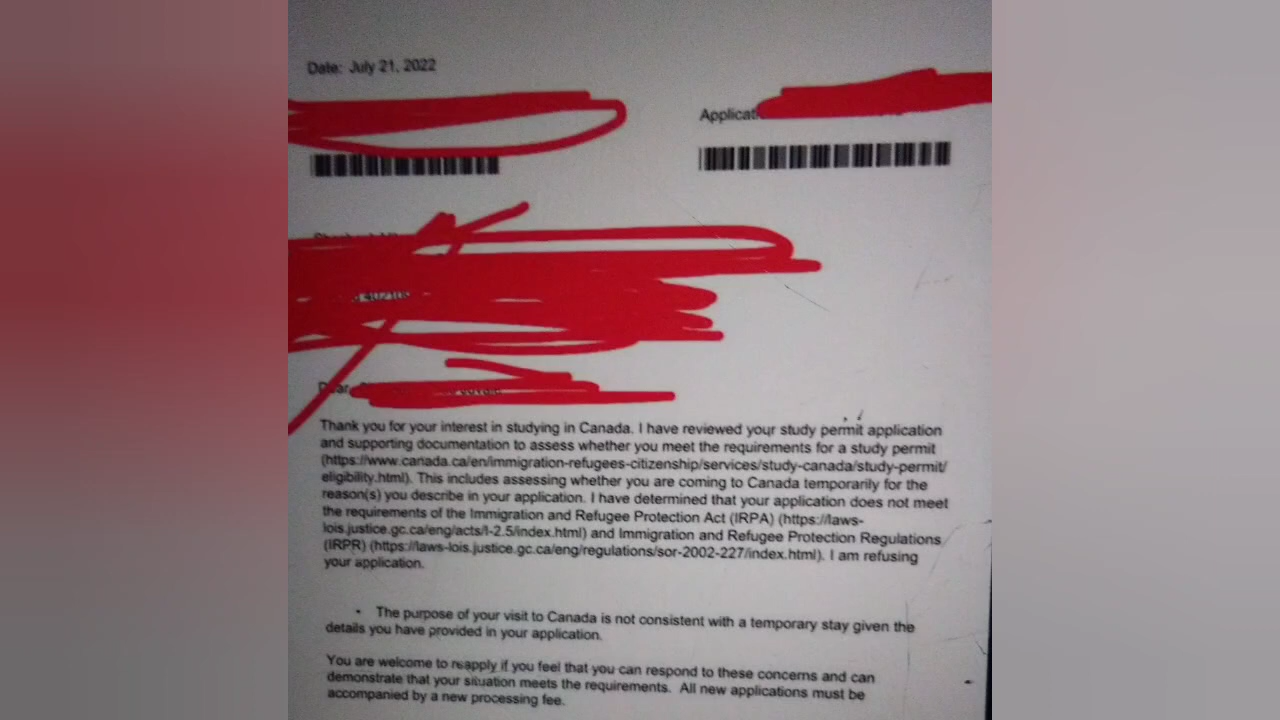 Date: July 21, 2022
Thank you for your interest in studying in Canada. I have reviewed your study permit application
and supporting documentation to assess whether you meet the requirements for a study permit
(https://www.canada.ca/en/immigration-refugees-citizenship/services/study-canada/study-permit/
eligibility.html). This includes assessing whether you are coming to Canada temporarily for the
reason(s) you describe in your application. I have determined that your application does not meet
the requirements of the Immigration and Refugee Protection Act (IRPA) (https://laws-
lois.justice.gc.ca/eng/acts/I-2.5/index.html) and Immigration and Refugee Protection Regulations
(IRPR) (https://laws-lois.justice.gc.ca/eng/regulations/sor-2002-227/index.html). I am refusing
your application.
• The purpose of your visit to Canada is not consistent with a temporary stay given the
details you have provided in your application.
You are welcome to reapply if you feel that you can respond to these concerns and can
demonstrate that your situation meets the requirements. All new applications must be
accompanied by a new processing fee.